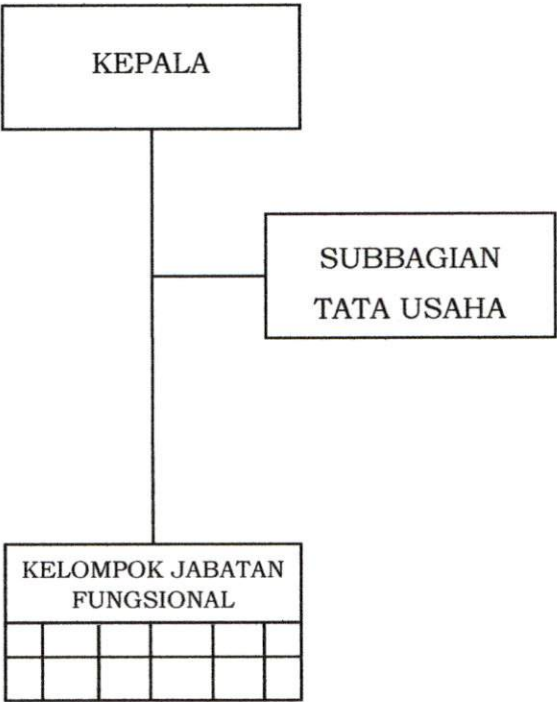 KEPALA
SUBBAGIAN
TATA USAHA
KELOMPOK JABATAN
FUNGSIONAL